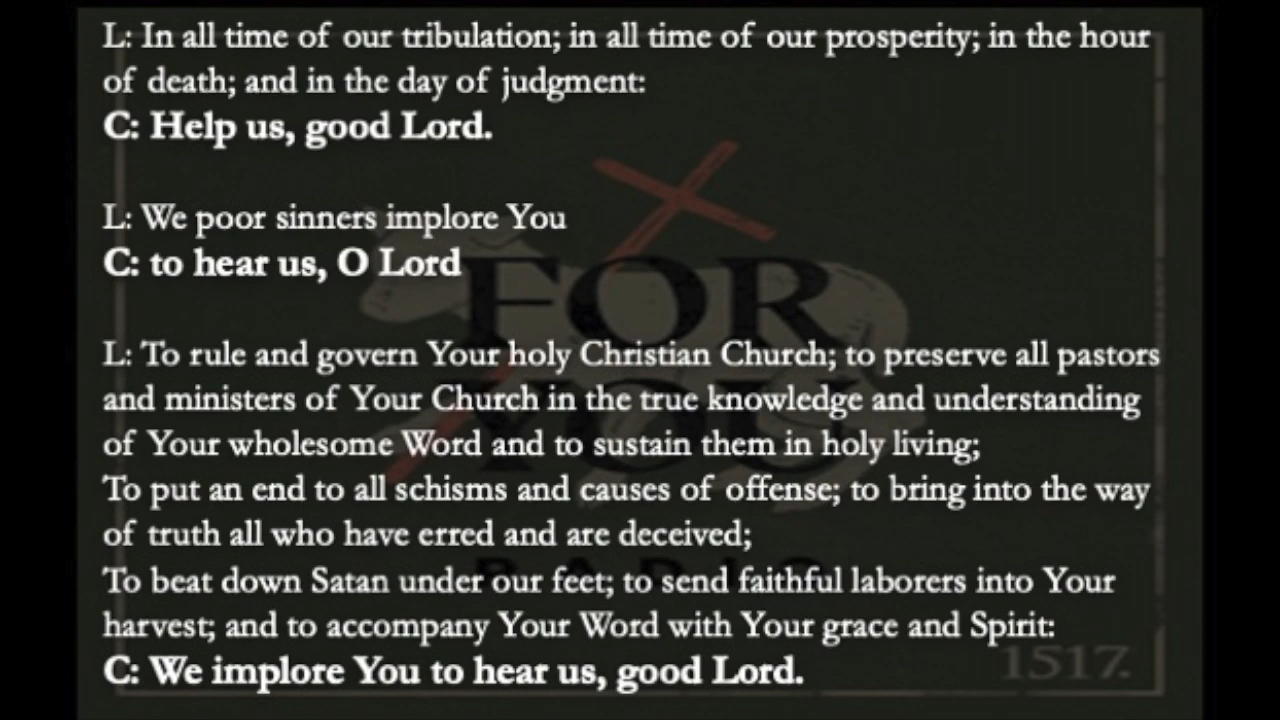 L: In all time of our tribulation; in all time of our prosperity; in the hour
of death; and in the day of judgment:
C: Help us, good Lord.
L: We poor sinners implore You
C: to hear us, O Lord
L: To rule and govern Your holy Christian Church; to preserve all pastors
and ministers of Your Church in the true knowledge and understanding
of Your wholesome Word and to sustain them in holy living;
To put an end to all schisms and causes of offense; to bring into the way
of truth all who have erred and are deceived;
To beat down Satan under our feet; to send faithful laborers into Your
harvest; and to accompany Your Word with Your grace and Spirit:
C: We implore You to hear us, good Lord.
FOR
YOU
RADIO
1517.